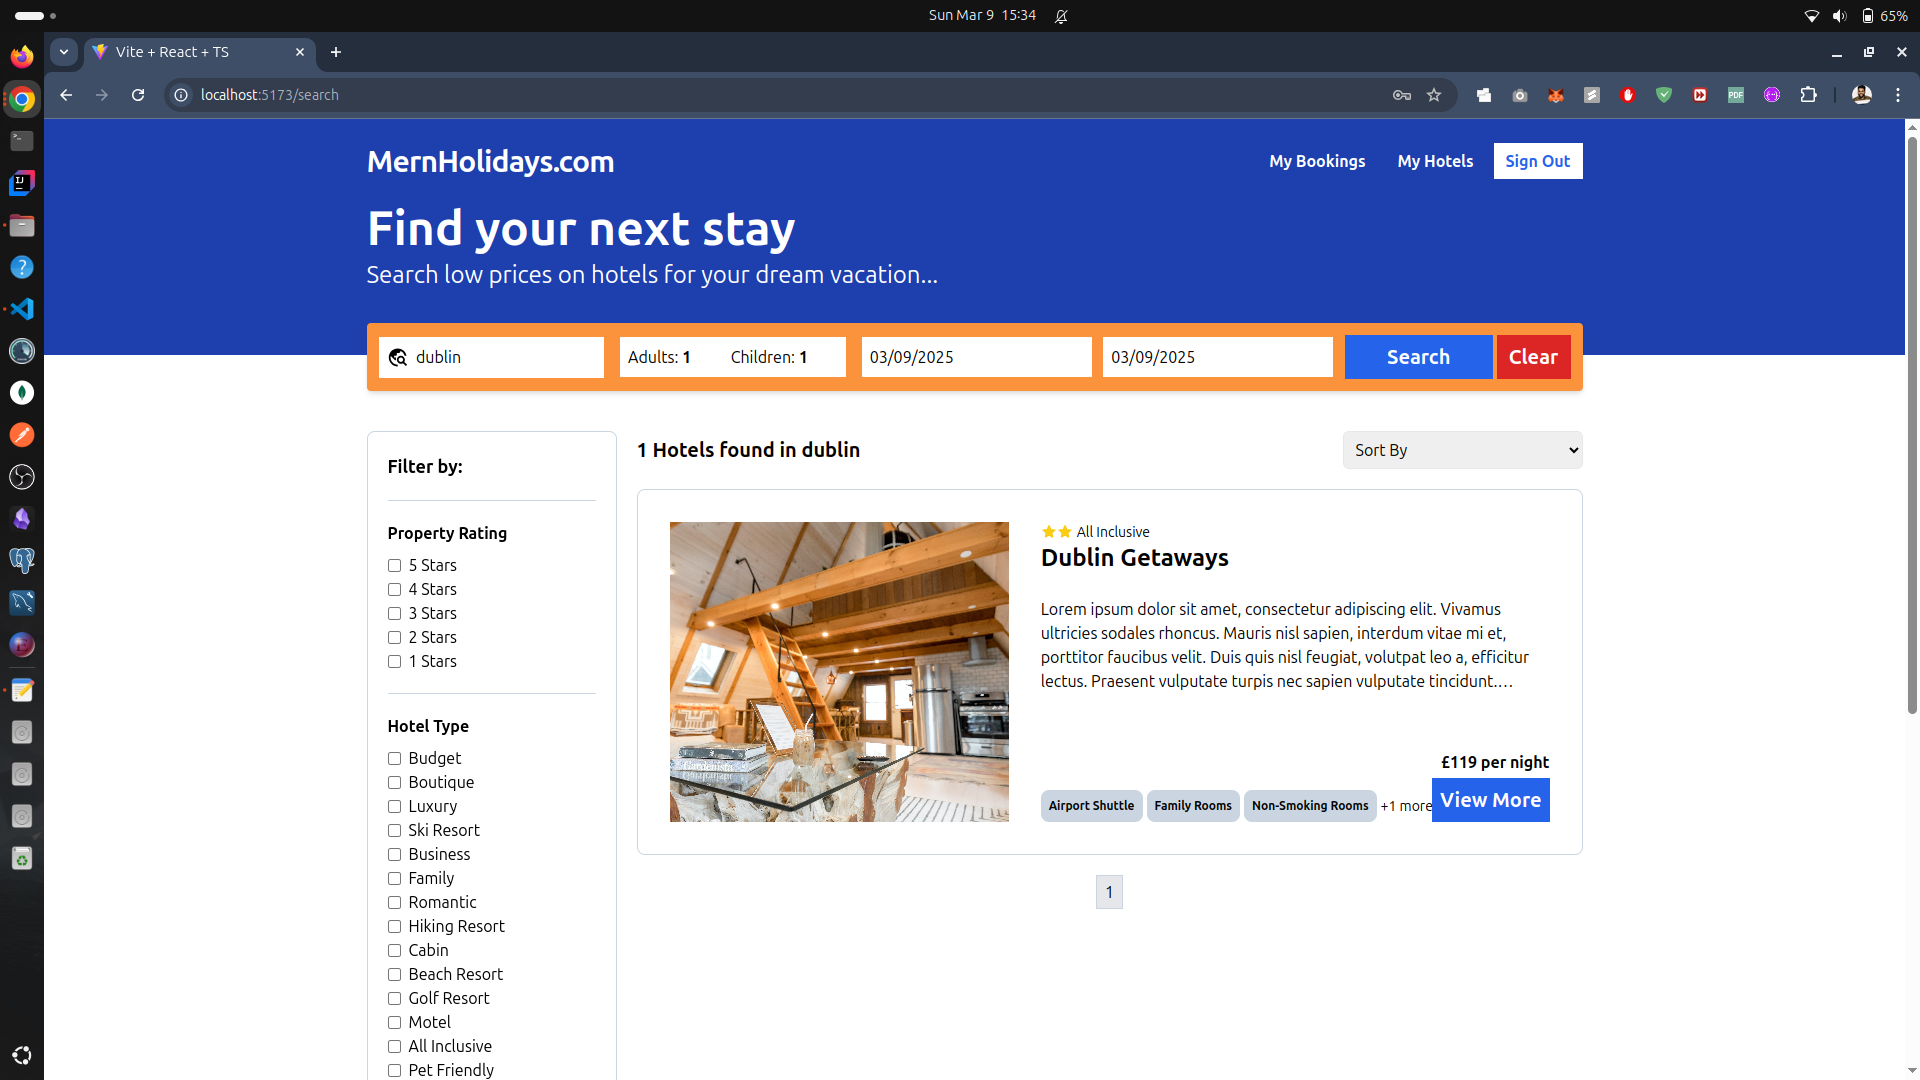 Sun Mar 9 15:34
65%
Vite + React + TS
localhost:5173/search
PDF
MernHolidays.com
My Bookings
My Hotels
Sign Out
Find your next stay
Search low prices on hotels for your dream vacation...
dublin
Adults: 1
Children: 1
03/09/2025
03/09/2025
Search
Clear
Filter by:
Property Rating
5 Stars
4 Stars
3 Stars
2 Stars
1 Stars
Hotel Type
Budget
Boutique
Luxury
Ski Resort
Business
Family
Romantic
Hiking Resort
Cabin
Beach Resort
Golf Resort
Motel
All Inclusive
Pet Friendly
1 Hotels found in dublin
Sort By
All Inclusive
Dublin Getaways
Lorem ipsum dolor sit amet, consectetur adipiscing elit. Vivamus
ultricies sodales rhoncus. Mauris nisl sapien, interdum vitae mi et,
porttitor faucibus velit. Duis quis nisl feugiat, volutpat leo a, efficitur
lectus. Praesent vulputate turpis nec sapien vulputate tincidunt.…
£119 per night
Airport Shuttle
Family Rooms
Non-Smoking Rooms
+1 more
View More
1